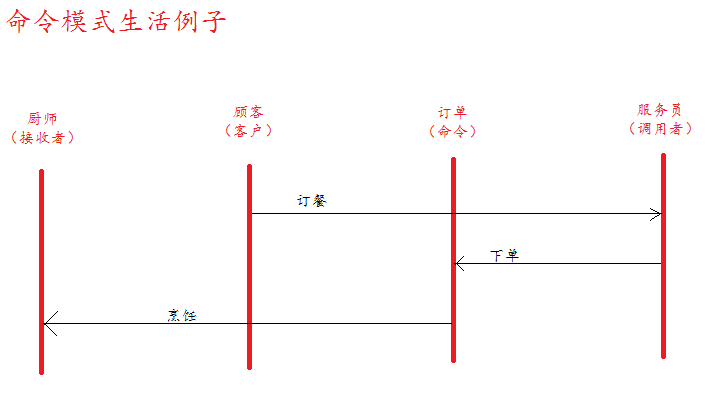 命令模式生活例子
厨师
（接收者）
顾客
（客户）
订单
（命令）
服务员
（调用者）
订餐
下单
烹饪